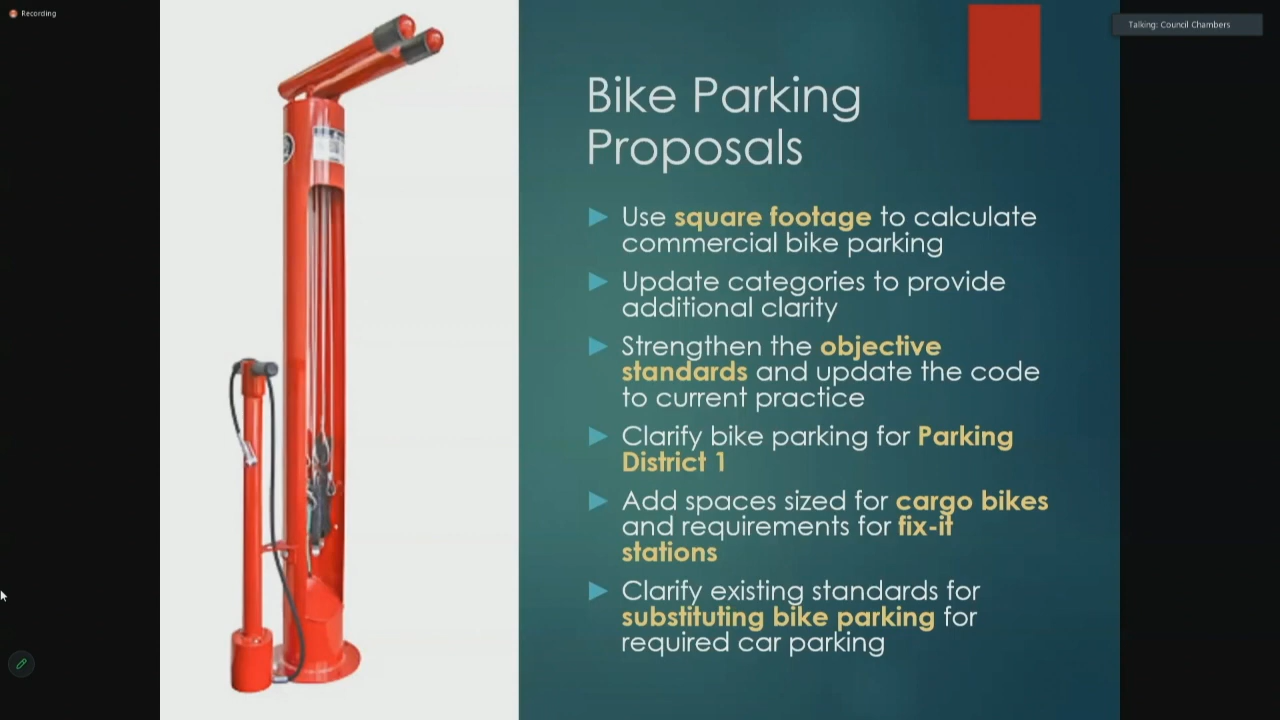 Recording
Talking: Council Chambers
Bike Parking
Proposals
Use square footage to calculate
commercial bike parking
Update categories to provide
additional clarity
Strengthen the objective
standards and update the code
to current practice
Clarify bike parking for Parking
District 1
Add spaces sized for cargo bikes
and requirements for fix-it
stations
Clarify existing standards for
substituting bike parking for
required car parking